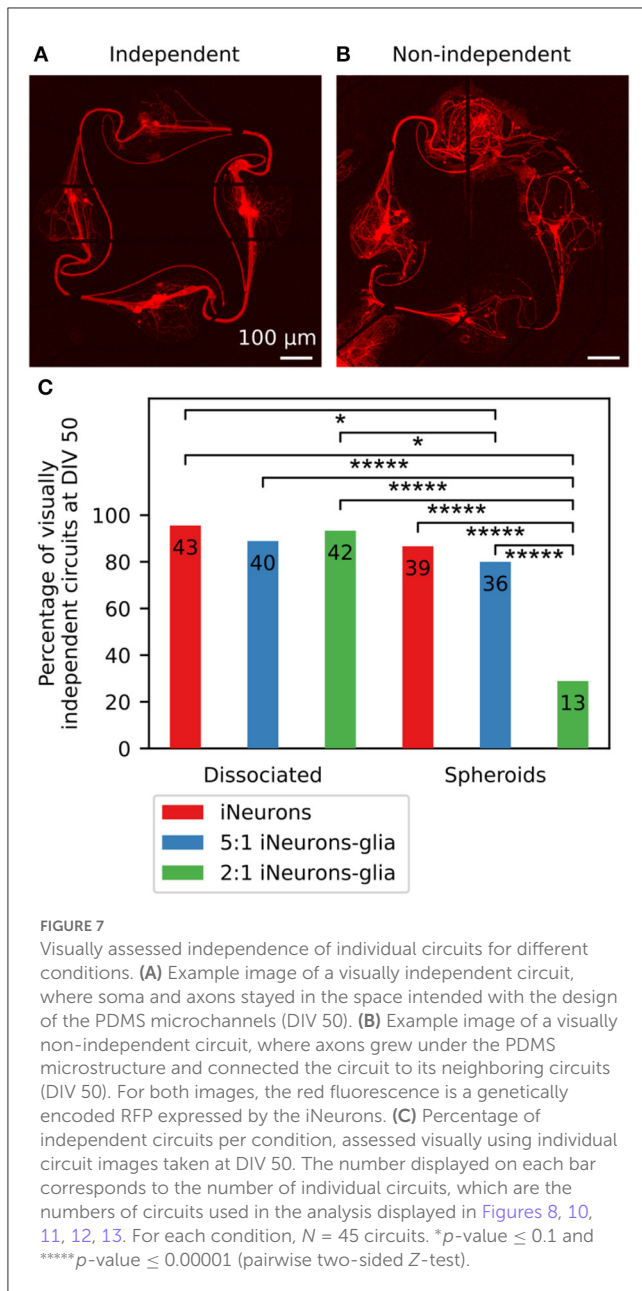 A Independent
B Non-independent
100 µm
C
Percentage of visually
independent circuits at DIV 50
100
80
60
40
20
0
*
*
*****
*****
*****
*****
*****
43
40
42
39
36
13
Dissociated
Spheroids
iNeurons
5:1 iNeurons-glia
2:1 iNeurons-glia
FIGURE 7
Visually assessed independence of individual circuits for different
conditions. (A) Example image of a visually independent circuit,
where soma and axons stayed in the space intended with the design
of the PDMS microchannels (DIV 50). (B) Example image of a visually
non-independent circuit, where axons grew under the PDMS
microstructure and connected the circuit to its neighboring circuits
(DIV 50). For both images, the red fluorescence is a genetically
encoded RFP expressed by the iNeurons. (C) Percentage of
independent circuits per condition, assessed visually using individual
circuit images taken at DIV 50. The number displayed on each bar
corresponds to the number of individual circuits, which are the
numbers of circuits used in the analysis displayed in Figures 8, 10,
11, 12, 13. For each condition, N = 45 circuits. *p-value ≤ 0.1 and
*****p-value ≤ 0.00001 (pairwise two-sided Z-test).